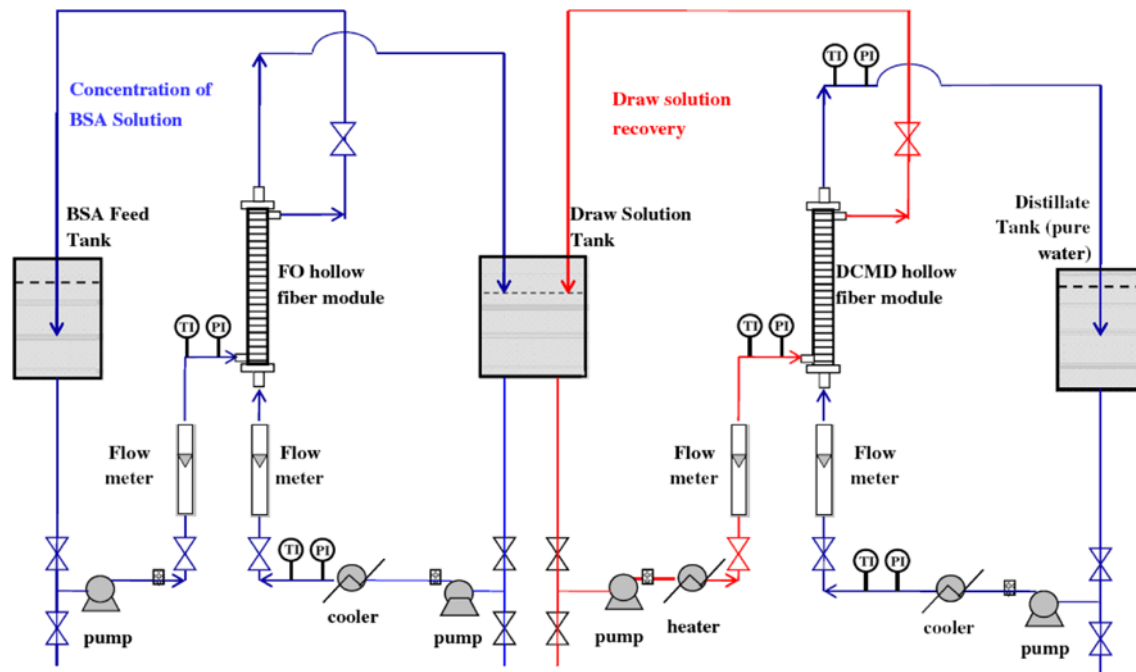 Concentration of
BSA Solution
Draw solution
recovery
TI
PI
BSA Feed
Tank
FO hollow
fiber module
Draw Solution
Tank
DCMD hollow
fiber module
Distillate
Tank (pure
water)
TI
PI
TI
PI
Flow
meter
Flow
meter
Flow
meter
Flow
meter
TI
PI
TI
PI
pump
cooler
pump
pump
heater
cooler
pump